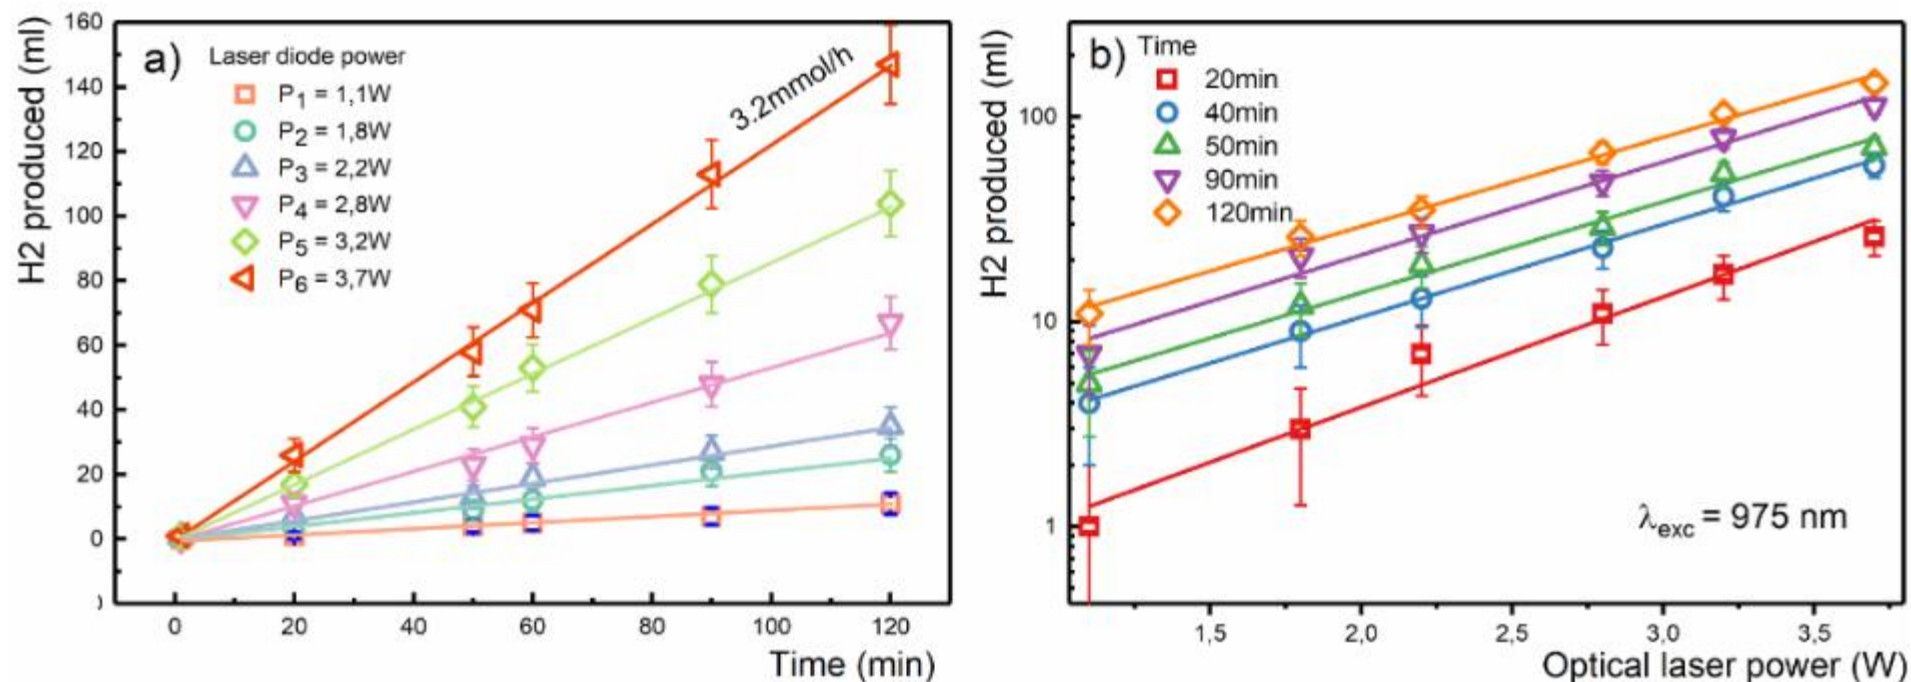 a)
Laser diode power
P1 = 1,1W
P2 = 1,8W
P3 = 2,2W
P4 = 2,8W
P5 = 3,2W
P6 = 3,7W
3.2mmol/h
H2 produced (ml)
160
140
120
100
80
60
40
20
0
0 20 40 60 80 100 120
Time (min)
b)
Time
20min
40min
50min
90min
120min
λexc = 975 nm
H2 produced (ml)
100
10
1
1,5 2,0 2,5 3,0 3,5
Optical laser power (W)